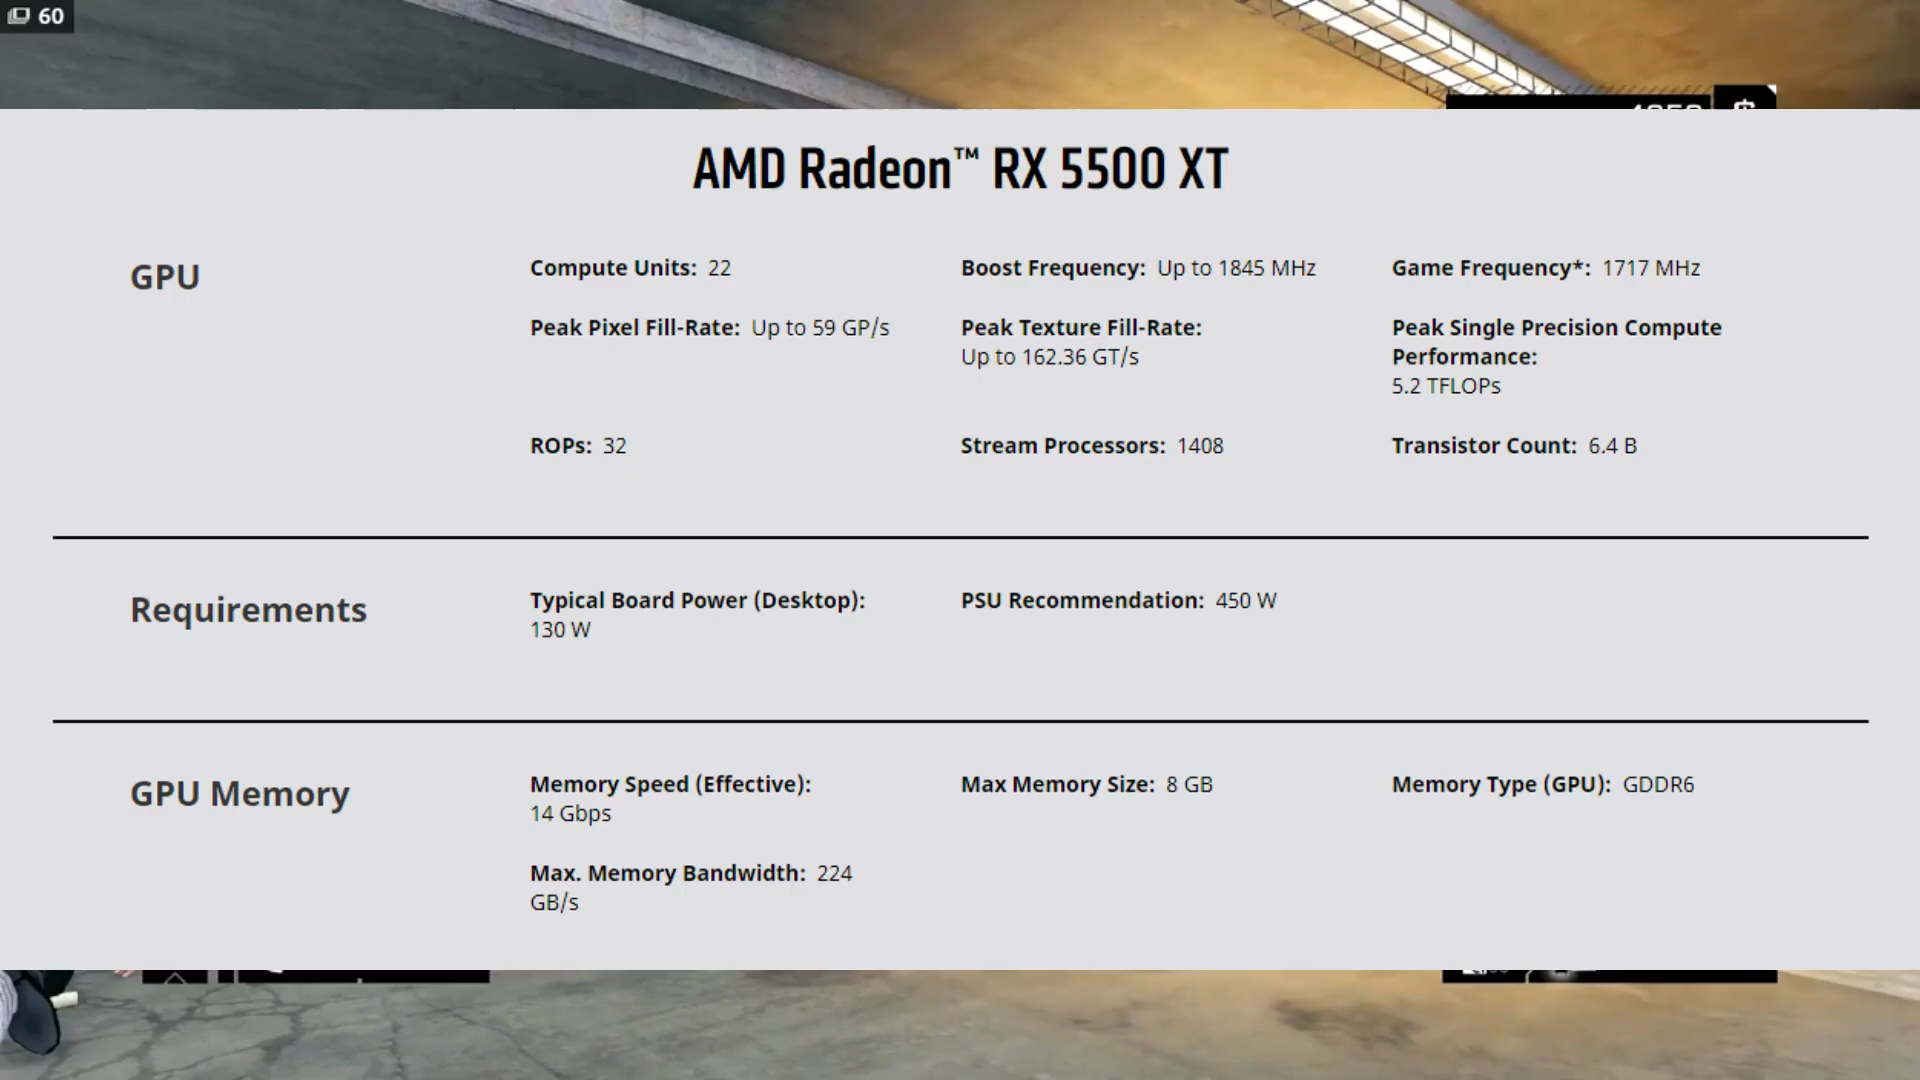 60
AMD Radeon™ RX 5500 XT
GPU
Compute Units: 22
Boost Frequency: Up to 1845 MHz
Game Frequency*: 1717 MHz
Peak Pixel Fill-Rate: Up to 59 GP/s
Peak Texture Fill-Rate:
Up to 162.36 GT/s
Peak Single Precision Compute
Performance:
5.2 TFLOPs
ROPs: 32
Stream Processors: 1408
Transistor Count: 6.4 B
Requirements
Typical Board Power (Desktop):
130 W
PSU Recommendation: 450 W
GPU Memory
Memory Speed (Effective):
14 Gbps
Max Memory Size: 8 GB
Memory Type (GPU): GDDR6
Max. Memory Bandwidth: 224
GB/s